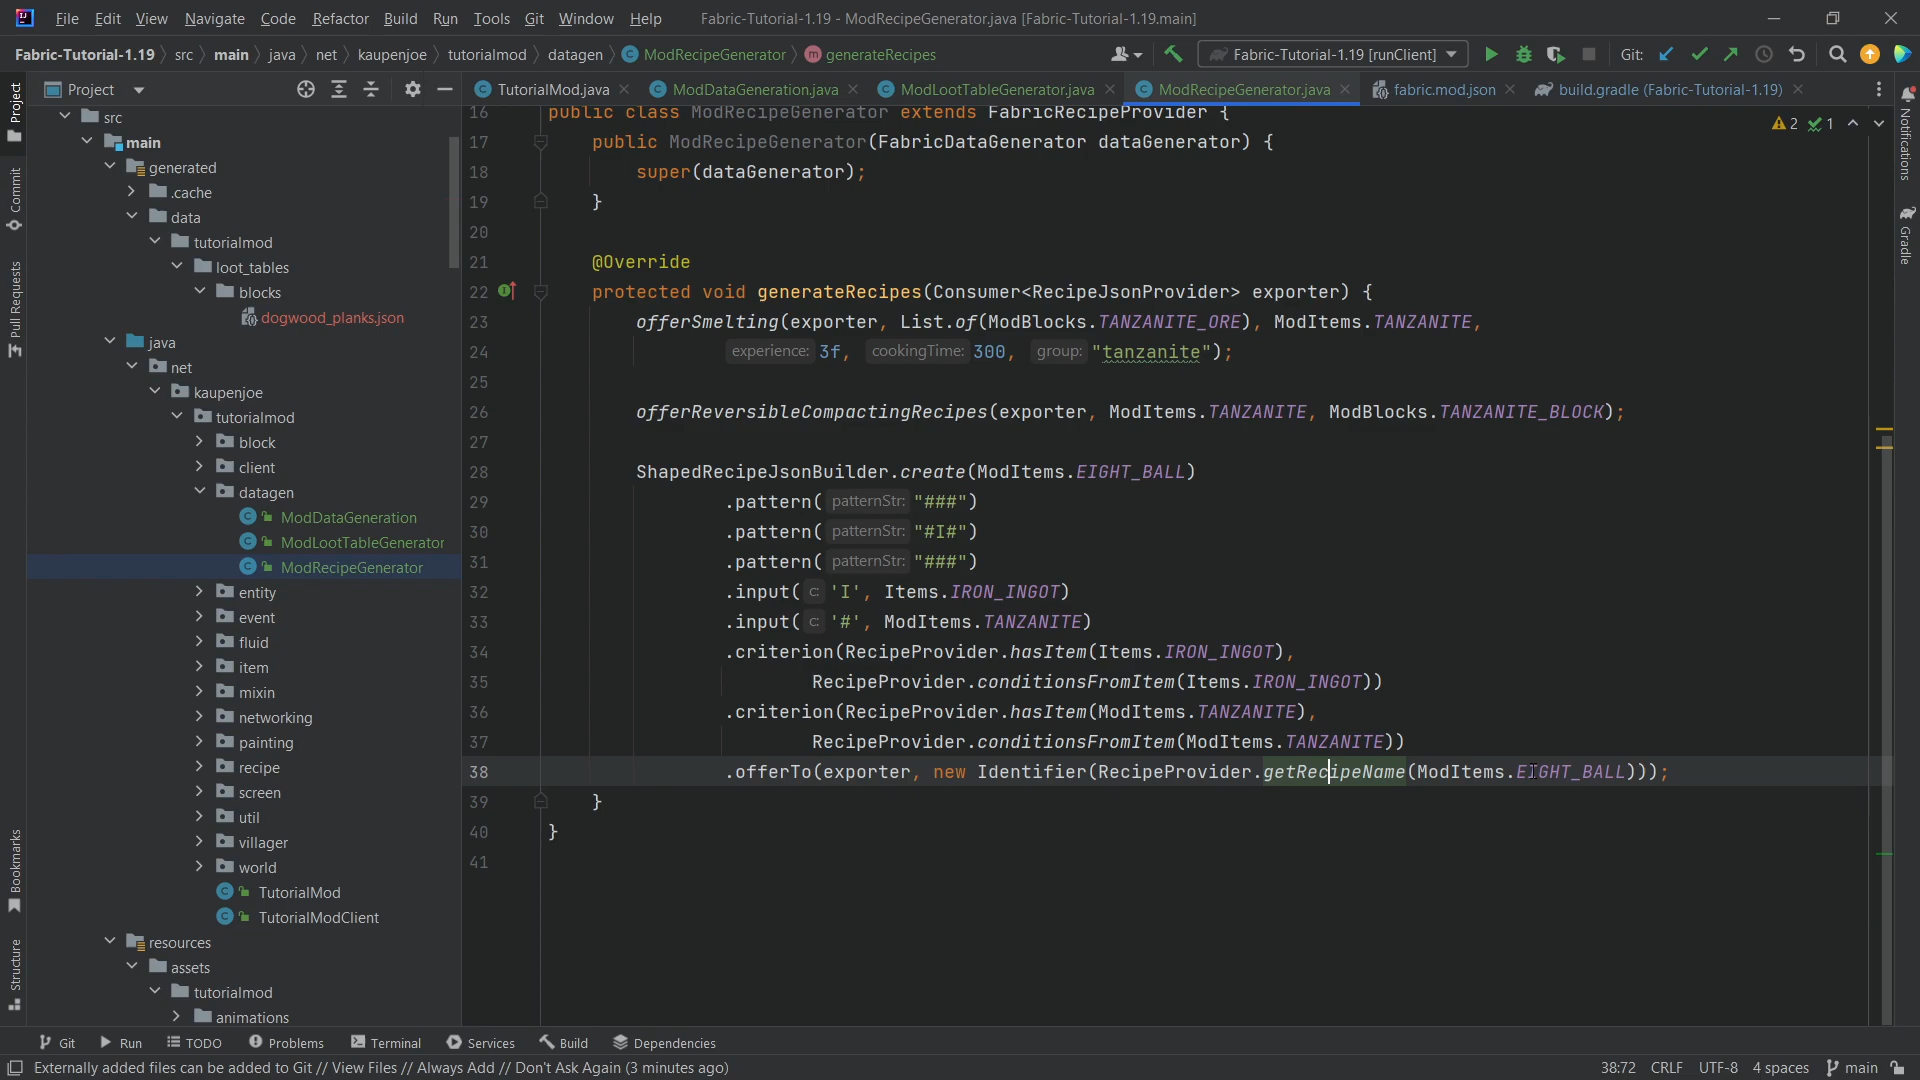 File Edit View Navigate Code Refactor Build Run Tools Git Window Help Fabric-Tutorial-1.19 - ModRecipeGenerator.java [Fabric-Tutorial-1.19.main]
Fabric-Tutorial-1.19 src main java net kaupenjoe tutorialmod datagen ModRecipeGenerator generateRecipes Fabric-Tutorial-1.19 [runClient] Git:
Project
TutorialMod.java ModDataGeneration.java ModLootTableGenerator.java ModRecipeGenerator.java fabric.mod.json build.gradle (Fabric-Tutorial-1.19)
Project
Commit
Pull Requests
Bookmarks
Structure
src
main
generated
.cache
data
tutorialmod
loot_tables
blocks
dogwood_planks.json
java
net
kaupenjoe
tutorialmod
block
client
datagen
ModDataGeneration
ModLootTableGenerator
ModRecipeGenerator
entity
event
fluid
item
mixin
networking
painting
recipe
screen
util
villager
world
TutorialMod
TutorialModClient
resources
assets
tutorialmod
animations
2 1
16 public class ModRecipeGenerator extends FabricRecipeProvider {
17 public ModRecipeGenerator(FabricDataGenerator dataGenerator) {
18 super(dataGenerator);
19 }
20
21 @Override
22 protected void generateRecipes(Consumer<RecipeJsonProvider> exporter) {
23 offerSmelting(exporter, List.of(ModBlocks.TANZANITE_ORE), ModItems.TANZANITE,
24 experience: 3f, cookingTime: 300, group: "tanzanite");
25
26 offerReversibleCompactingRecipes(exporter, ModItems.TANZANITE, ModBlocks.TANZANITE_BLOCK);
27
28 ShapedRecipeJsonBuilder.create(ModItems.EIGHT_BALL)
29 .pattern( patternStr: "###")
30 .pattern( patternStr: "#I#")
31 .pattern( patternStr: "###")
32 .input( c: 'I', Items.IRON_INGOT)
33 .input( c: '#', ModItems.TANZANITE)
34 .criterion(RecipeProvider.hasItem(Items.IRON_INGOT),
35 RecipeProvider.conditionsFromItem(Items.IRON_INGOT))
36 .criterion(RecipeProvider.hasItem(ModItems.TANZANITE),
37 RecipeProvider.conditionsFromItem(ModItems.TANZANITE))
38 .offerTo(exporter, new Identifier(RecipeProvider.getRecipeName(ModItems.EIGHT_BALL)));
39 }
40 }
41
Notifications
Gradle
Git Run TODO Problems Terminal Services Build Dependencies
Externally added files can be added to Git // View Files // Always Add // Don't Ask Again (3 minutes ago) 38:72 CRLF UTF-8 4 spaces main